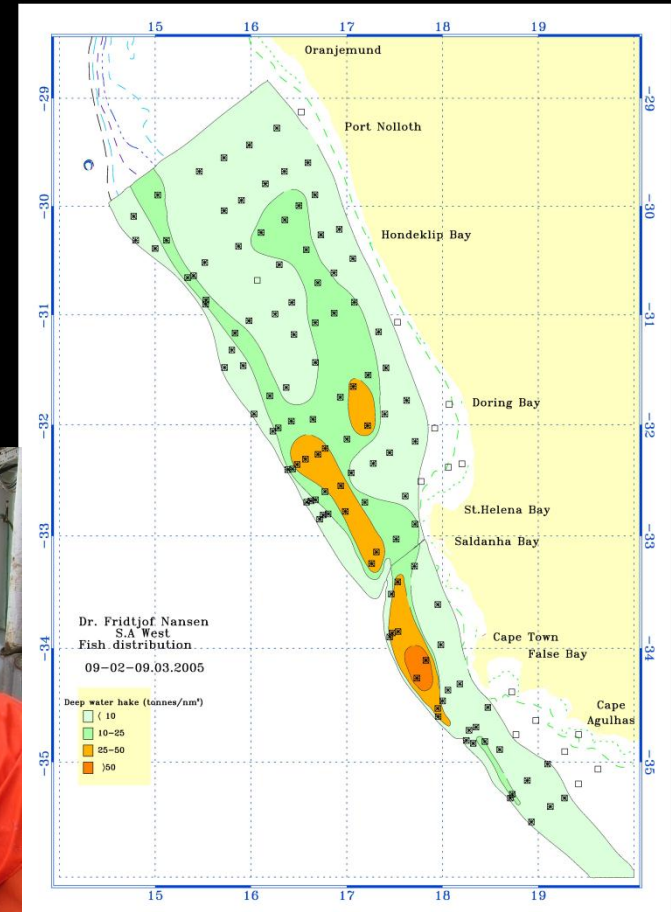 15 16 17 18 19
Oranjemund
-29 -29
Port Nolloth
C
-30 -30
Hondeklip Bay
-31 -31
Doring Bay
-32 -32
St.Helena Bay
-33 -33
Saldanha Bay
Dr. Fridtjof Nansen
S.A West
Fish distribution
09-02-09.03.2005
Cape Town
-34 -34
False Bay
Deep water hake (tonnes/nm²)
⟨ 10
10-25
25-50
⟩50
Cape
Agulhas
-35 -35
15 16 17 18 19